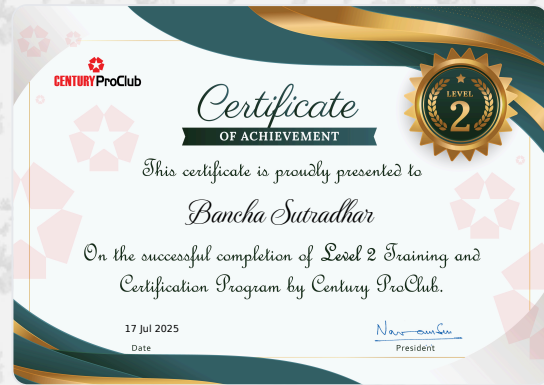 CENTURY ProClub
Certificate
OF ACHIEVEMENT
LEVEL
2
This certificate is proudly presented to
Bancha Sutradhar
On the successful completion of Level 2 Training and
Certification Program by Century ProClub.
17 Jul 2025
Date
President